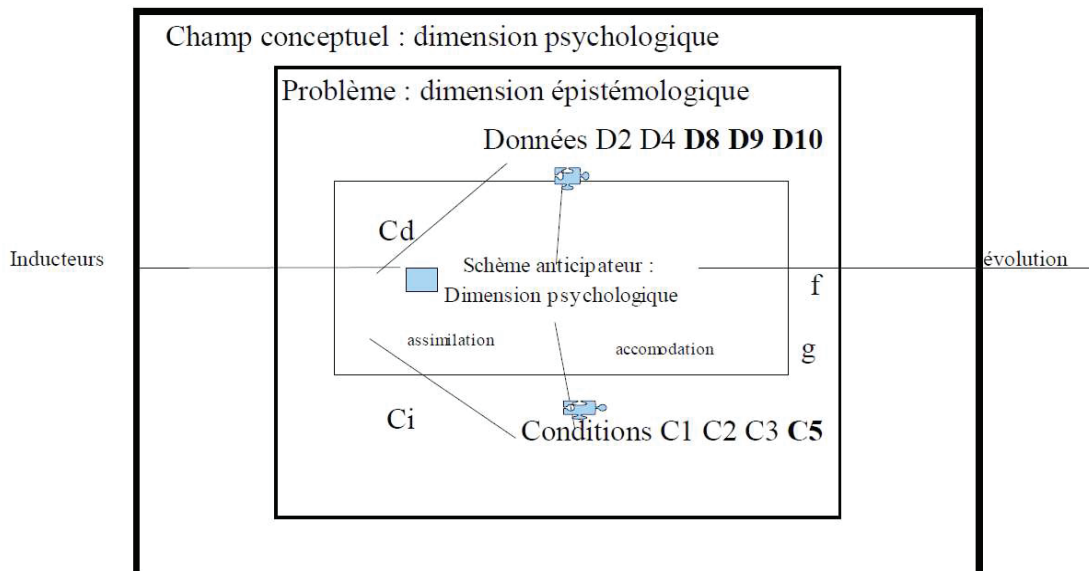 Champ conceptuel : dimension psychologique
Problème : dimension épistémologique
Données D2 D4 D8 D9 D10
Cd
Inducteurs
Schème anticipateur :
Dimension psychologique
évolution
f
assimilation
accomodation
g
Ci
Conditions C1 C2 C3 C5